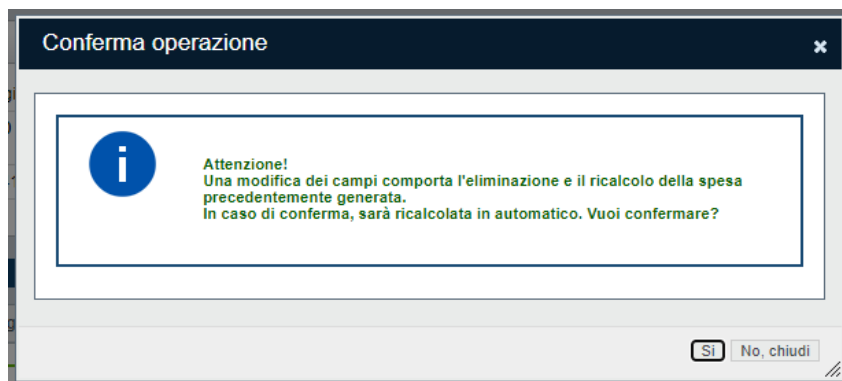 Conferma operazione
Attenzione!
Una modifica dei campi comporta l'eliminazione e il ricalcolo della spesa
precedentemente generata.
In caso di conferma, sarà ricalcolata in automatico. Vuoi confermare?
Si No, chiudi